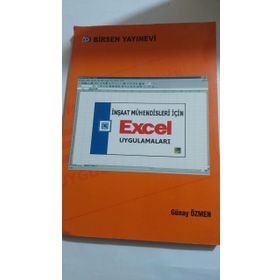 BİRSEN YAYINEVİ
İNŞAAT MÜHENDİSLERİ İÇİN
Excel
UYGULAMALARI
Günay ÖZMEN